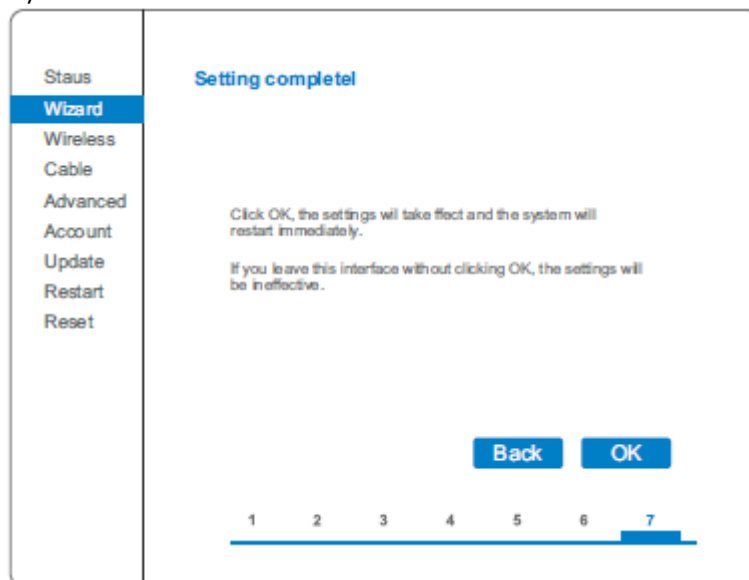 Staus
Wizard
Wireless
Cable
Advanced
Account
Update
Restart
Reset
Setting completel
Click OK, the settings wil take ffect and the system will
restart immediately.
If you leave this interface without clicking OK, the settings will
be ineffective.
Back OK
1 2 3 4 5 6 7